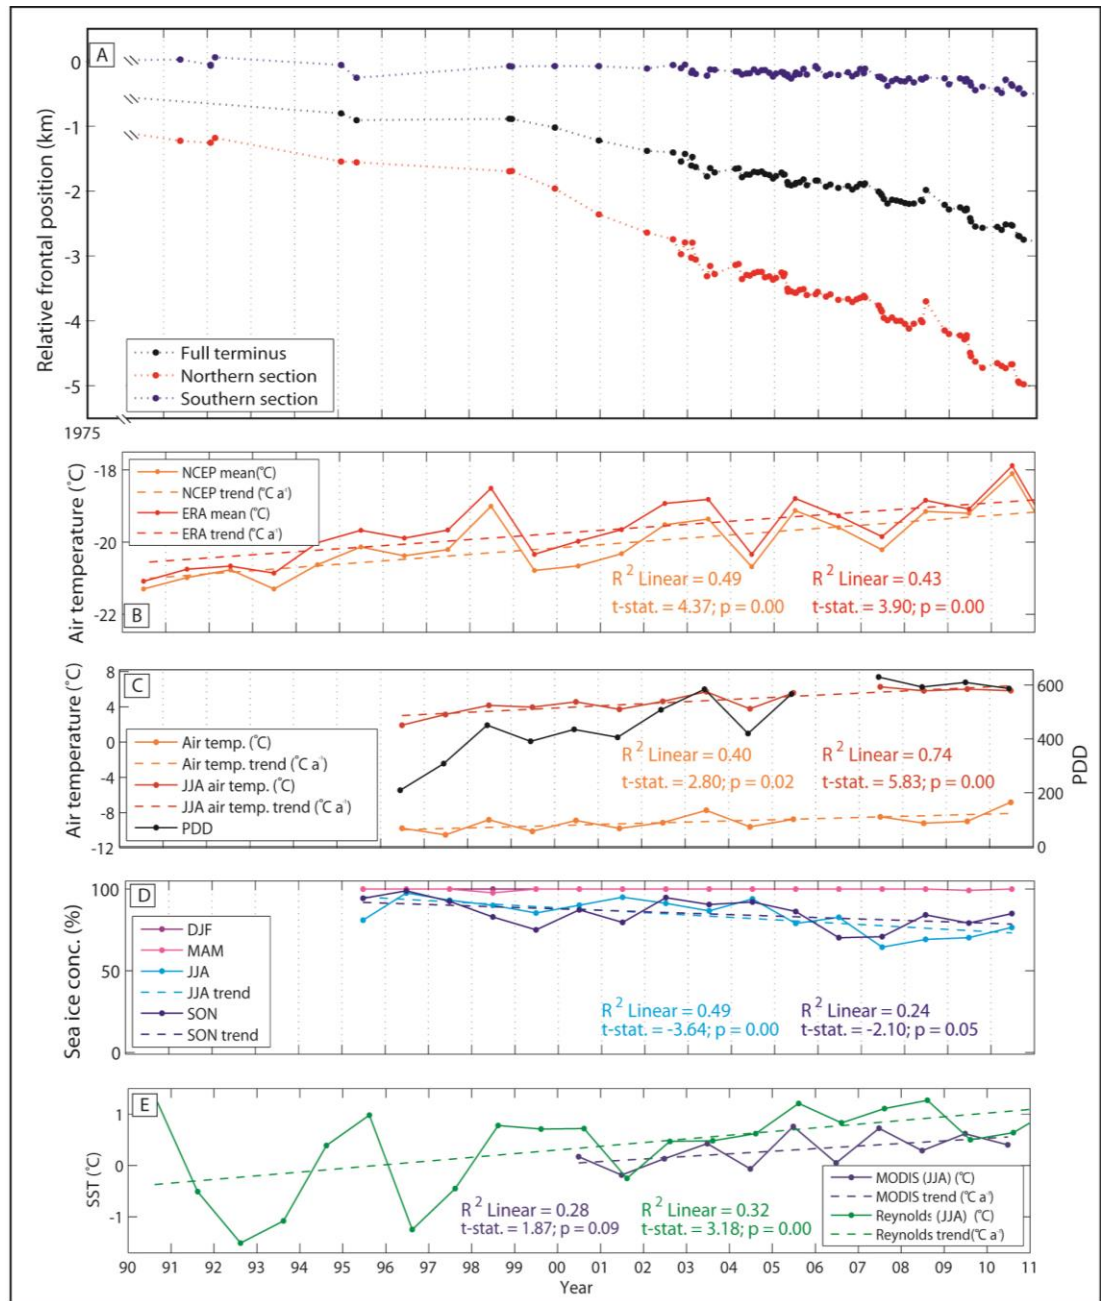 A
0
-1
-2
-3
-4
-5
Relative frontal position (km)
Full terminus
Northern section
Southern section
1975
B
-18
-20
-22
Air temperature (°C)
NCEP mean(°C)
NCEP trend (°C a¹)
ERA mean (°C)
ERA trend (°C a¹)
R² Linear = 0.49
t-stat. = 4.37; p = 0.00
R² Linear = 0.43
t-stat. = 3.90; p = 0.00
C
8
4
0
-4
-8
-12
Air temperature (°C)
Air temp. (°C)
Air temp. trend (°C a¹)
JJA air temp. (°C)
JJA air temp. trend (°C a¹)
PDD
R² Linear = 0.40
t-stat. = 2.80; p = 0.02
R² Linear = 0.74
t-stat. = 5.83; p = 0.00
600
400
200
0
PDD
D
100
50
0
Sea ice conc. (%)
DJF
MAM
JJA
JJA trend
SON
SON trend
R² Linear = 0.49
t-stat. = -3.64; p = 0.00
R² Linear = 0.24
t-stat. = -2.10; p = 0.05
E
1
0
-1
SST (°C)
R² Linear = 0.28
t-stat. = 1.87; p = 0.09
R² Linear = 0.32
t-stat. = 3.18; p = 0.00
MODIS (JJA) (°C)
MODIS trend (°C a¹)
Reynolds (JJA) (°C)
Reynolds trend(°C a¹)
90 91 92 93 94 95 96 97 98 99 00 01 02 03 04 05 06 07 08 09 10
Year